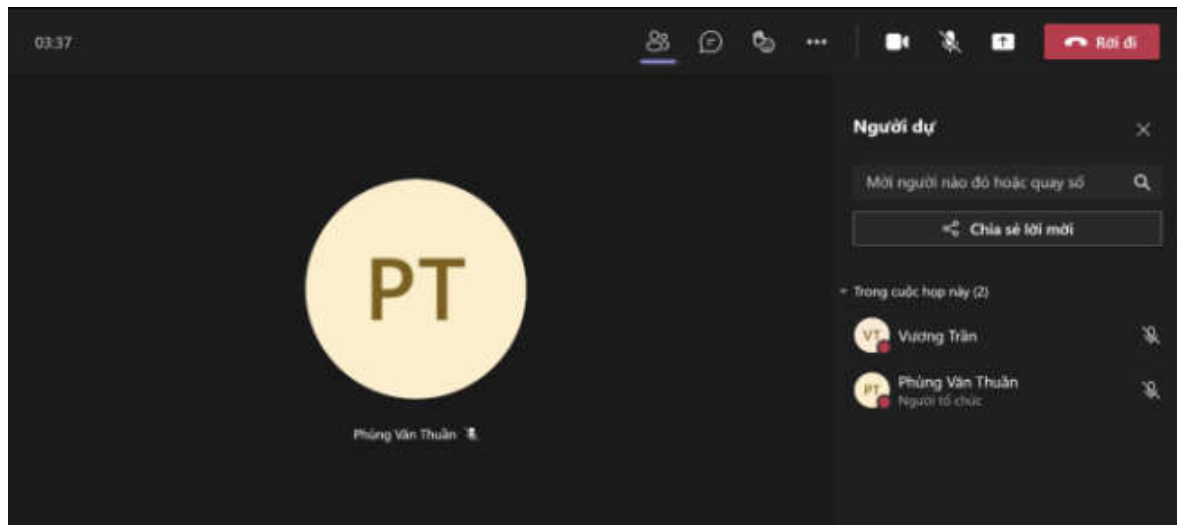 03:37
Rời đi
Người dự
Mời người nào đó hoặc quay số
Chia sẻ lời mời
Trong cuộc họp này (2)
VT
Vương Trần
PT
Phùng Văn Thuần
Người tổ chức
PT
Phùng Văn Thuần